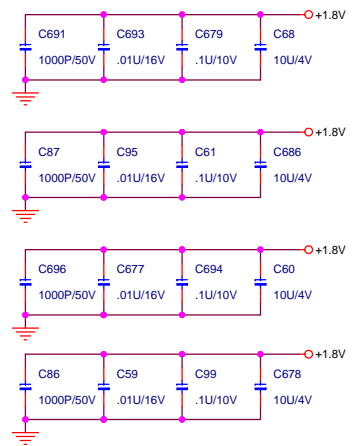 +1.8V
C691 C693 C679 C68
1000P/50V .01U/16V .1U/10V 10U/4V
+1.8V
C87 C95 C61 C686
1000P/50V .01U/16V .1U/10V 10U/4V
+1.8V
C696 C677 C694 C60
1000P/50V .01U/16V .1U/10V 10U/4V
+1.8V
C86 C59 C99 C678
1000P/50V .01U/16V .1U/10V 10U/4V